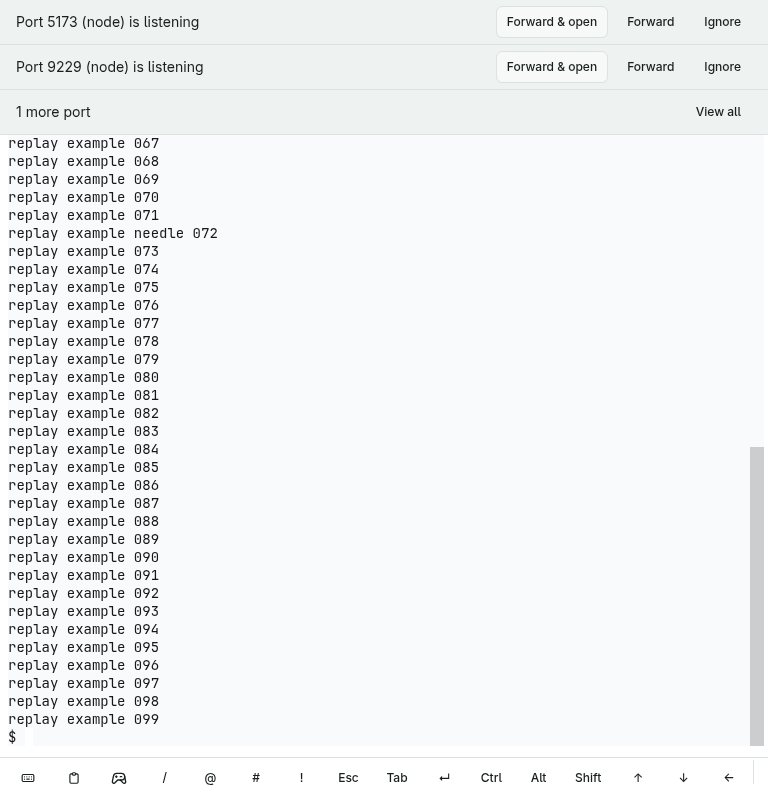 Port 5173 (node) is listening Forward & open Forward Ignore
Port 9229 (node) is listening Forward & open Forward Ignore
1 more port View all
replay example 067
replay example 068
replay example 069
replay example 070
replay example 071
replay example needle 072
replay example 073
replay example 074
replay example 075
replay example 076
replay example 077
replay example 078
replay example 079
replay example 080
replay example 081
replay example 082
replay example 083
replay example 084
replay example 085
replay example 086
replay example 087
replay example 088
replay example 089
replay example 090
replay example 091
replay example 092
replay example 093
replay example 094
replay example 095
replay example 096
replay example 097
replay example 098
replay example 099
$
/ @ # ! Esc Tab ↵ Ctrl Alt Shift ↑ ↓ ←